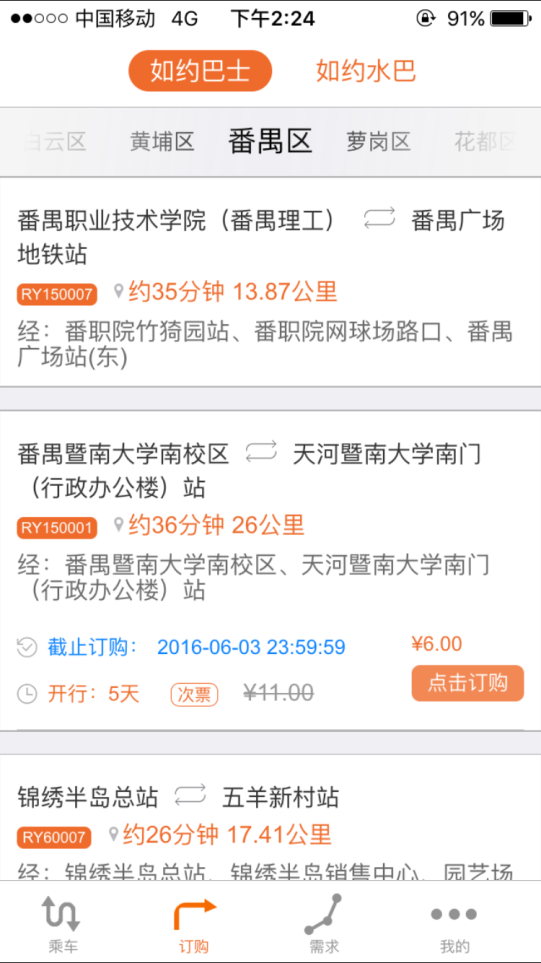 中国移动 4G 下午2:24 91%
如约巴士 如约水巴
白云区 黄埔区 番禺区 萝岗区 花都区
番禺职业技术学院（番禺理工） 番禺广场
地铁站
RY150007 约35分钟 13.87公里
经：番职院竹猗园站、番职院网球场路口、番禺
广场站(东)
番禺暨南大学南校区 天河暨南大学南门
（行政办公楼）站
RY150001 约36分钟 26公里
经：番禺暨南大学南校区、天河暨南大学南门
（行政办公楼）站
截止订购： 2016-06-03 23:59:59 ¥6.00
开行：5天 次票 ¥11.00 点击订购
锦绣半岛总站 五羊新村站
RY60007 约26分钟 17.41公里
经：锦绣半岛总站、锦绣半岛销售中心、园艺场
乘车 订购 需求 我的